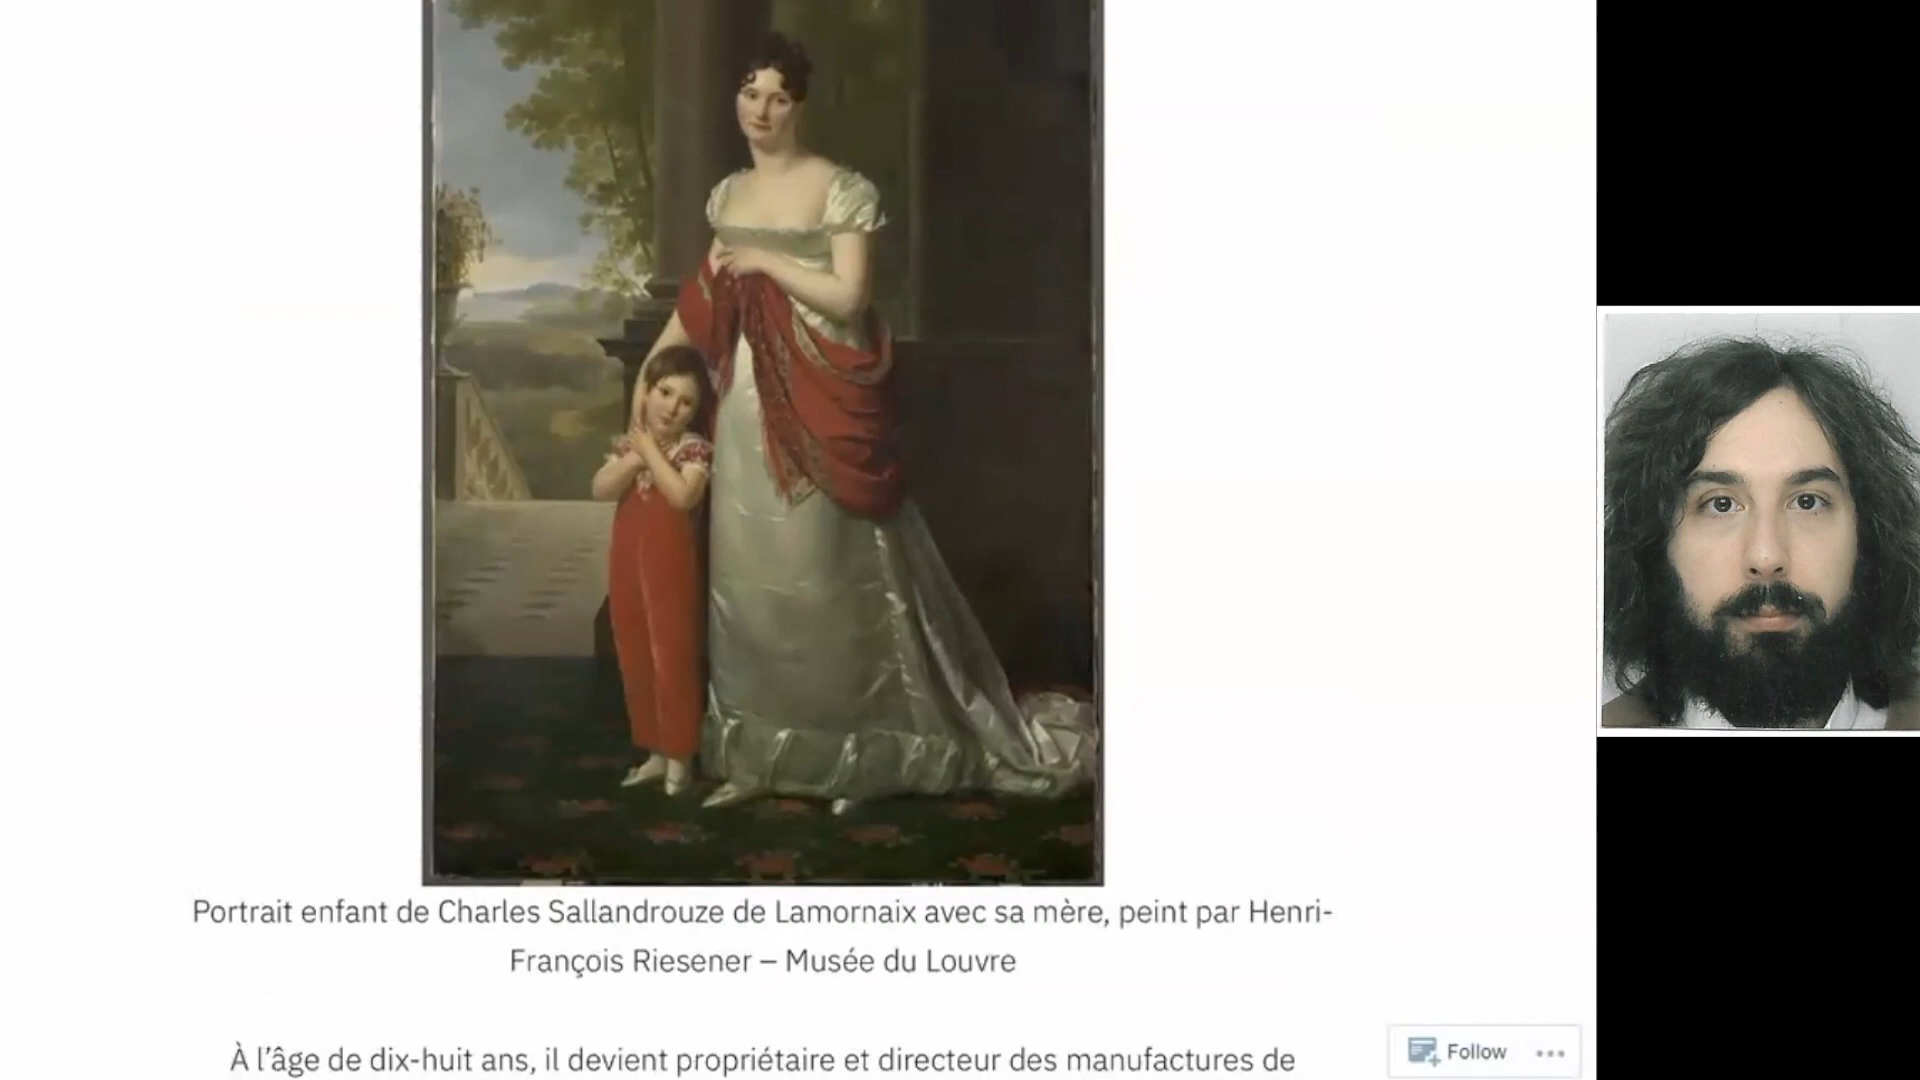 Portrait enfant de Charles Sallandrouze de Lamornaix avec sa mère, peint par Henri-
François Riesener – Musée du Louvre
À l’âge de dix-huit ans, il devient propriétaire et directeur des manufactures de
Follow